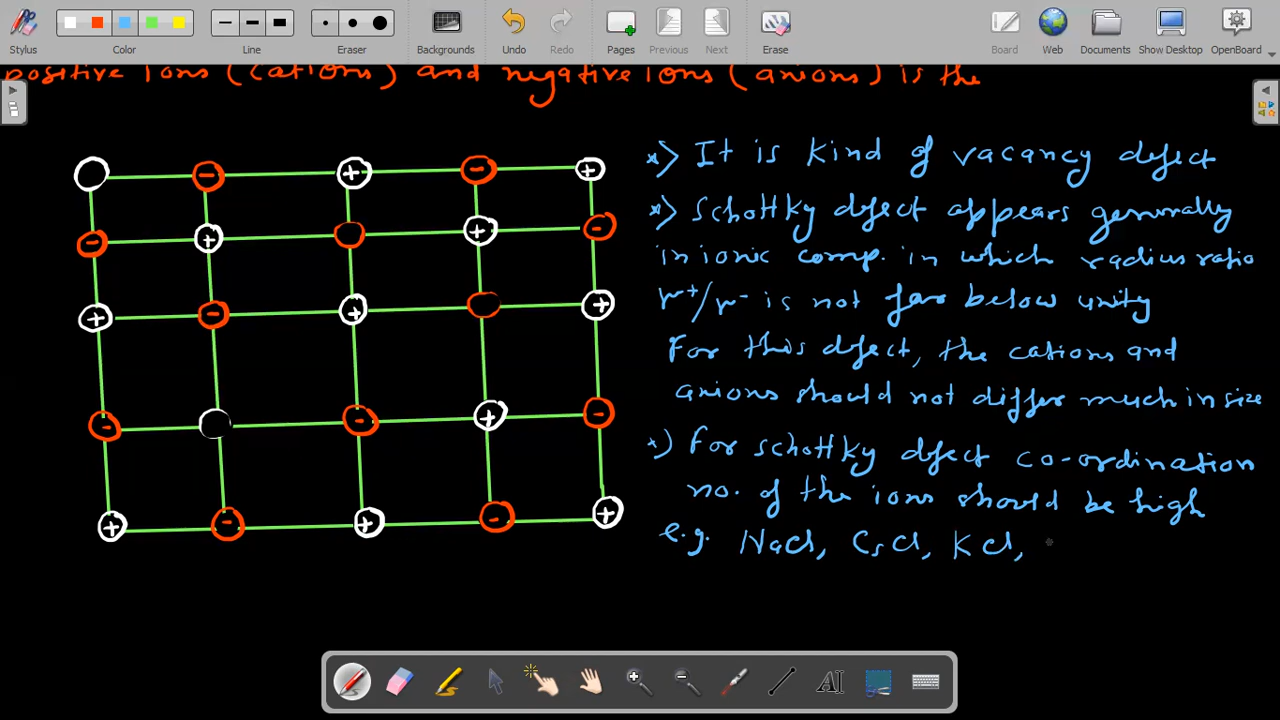 Stylus Color Line Eraser Backgrounds Undo Redo Pages Previous Next Erase Board Web Documents Show Desktop OpenBoard
positive ions (cations) and negative ions (anions) is the
*) It is kind of vacancy defect
*) Schottky defect appears generally
in ionic comp. in which radius ratio
r+/r- is not far below unity
For this defect, the cations and
anions should not differ much in size
*) For schottky defect co-ordination
no. of the ions should be high
e.g. NaCl, CsCl, KCl,
- + - +
- + + -
+ - + +
- - + -
+ - + - +
AI